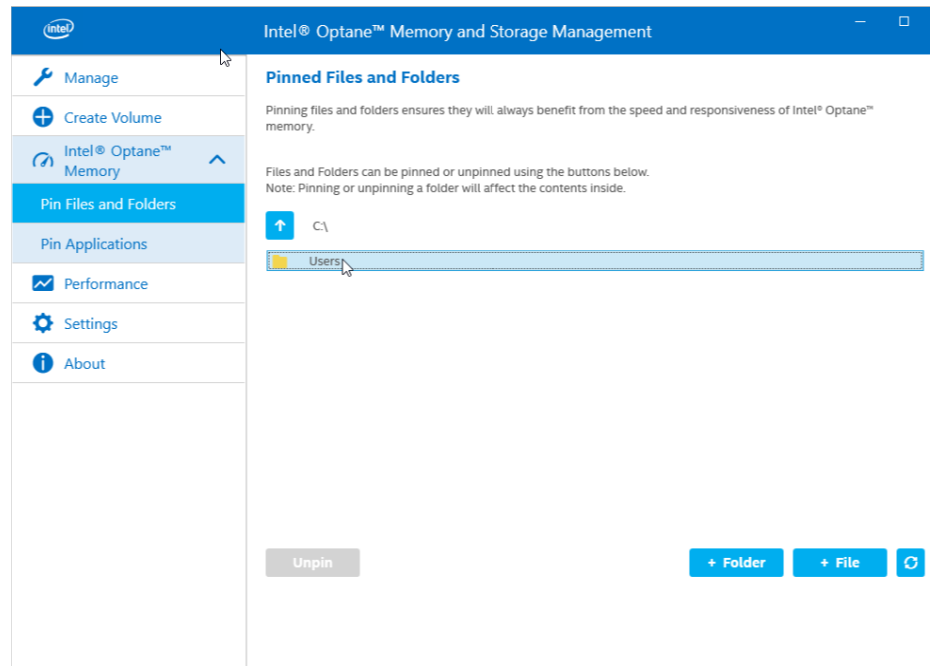 intel
Intel® Optane™ Memory and Storage Management
Manage
Create Volume
Intel® Optane™
Memory
Pin Files and Folders
Pin Applications
Performance
Settings
About
Pinned Files and Folders
Pinning files and folders ensures they will always benefit from the speed and responsiveness of Intel® Optane™
memory.
Files and Folders can be pinned or unpinned using the buttons below.
Note: Pinning or unpinning a folder will affect the contents inside.
C:\
Users
Unpin
+ Folder
+ File